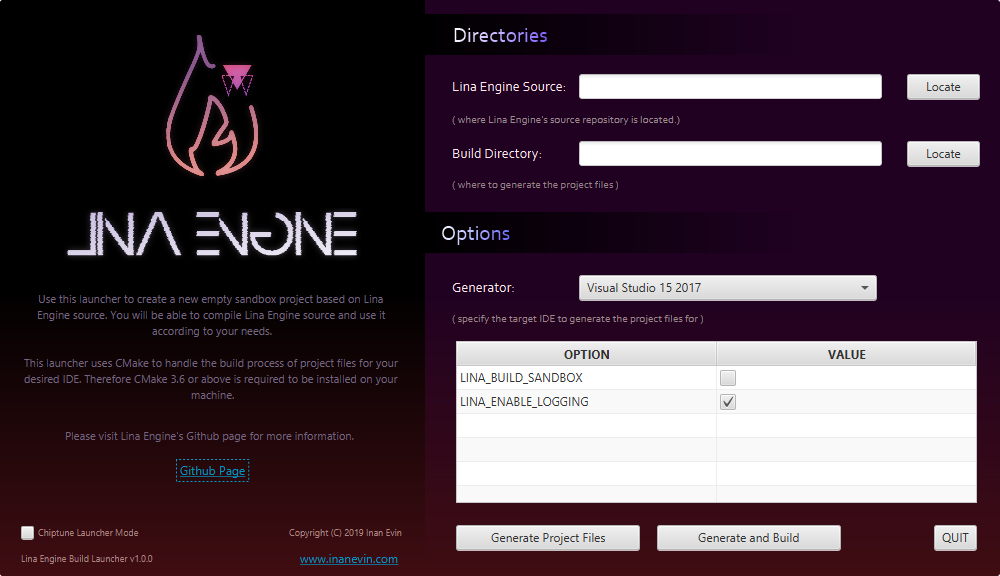 LINA ENGINE
Use this launcher to create a new empty sandbox project based on Lina
Engine source. You will be able to compile Lina Engine source and use it
according to your needs.
This launcher uses CMake to handle the build process of project files for your
desired IDE. Therefore CMake 3.6 or above is required to be installed on your
machine.
Please visit Lina Engine's Github page for more information.
Github Page
Chiptune Launcher Mode
Copyright (C) 2019 Inan Evin
Lina Engine Build Launcher v1.0.0
www.inanevin.com
Directories
Lina Engine Source:
Locate
( where Lina Engine's source repository is located.)
Build Directory:
Locate
( where to generate the project files )
Options
Generator:
Visual Studio 15 2017
( specify the target IDE to generate the project files for )
OPTION VALUE
LINA_BUILD_SANDBOX
LINA_ENABLE_LOGGING
Generate Project Files
Generate and Build
QUIT